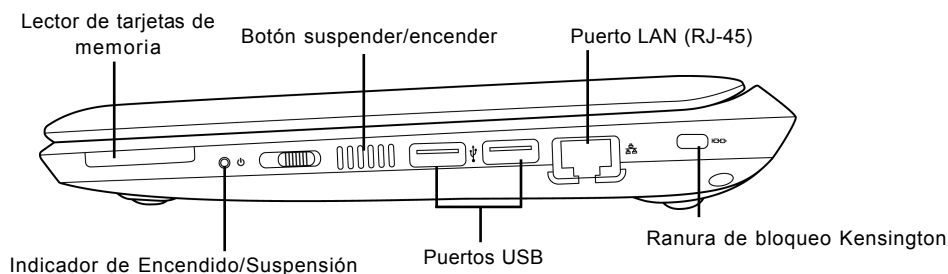 Lector de tarjetas de
memoria
Botón suspender/encender
Puerto LAN (RJ-45)
Indicador de Encendido/Suspensión
Puertos USB
Ranura de bloqueo Kensington